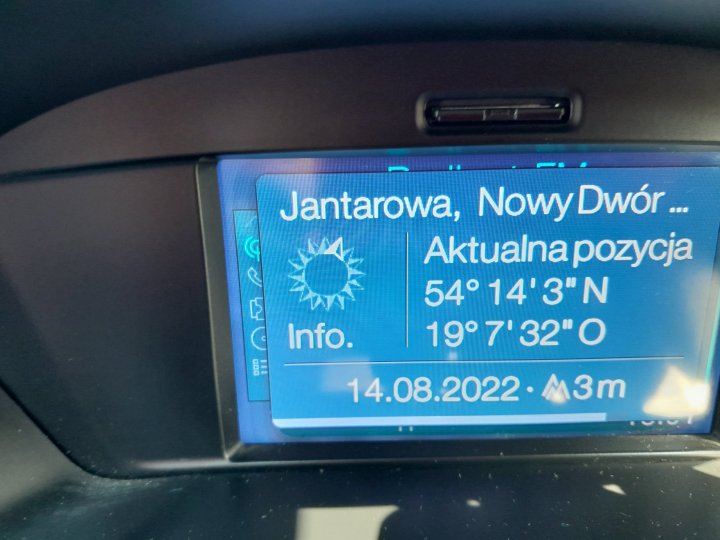 Jantarowa, Nowy Dwór ...
Aktualna pozycja
54° 14'3"N
19° 7'32"O
Info.
14.08.2022 · 3m